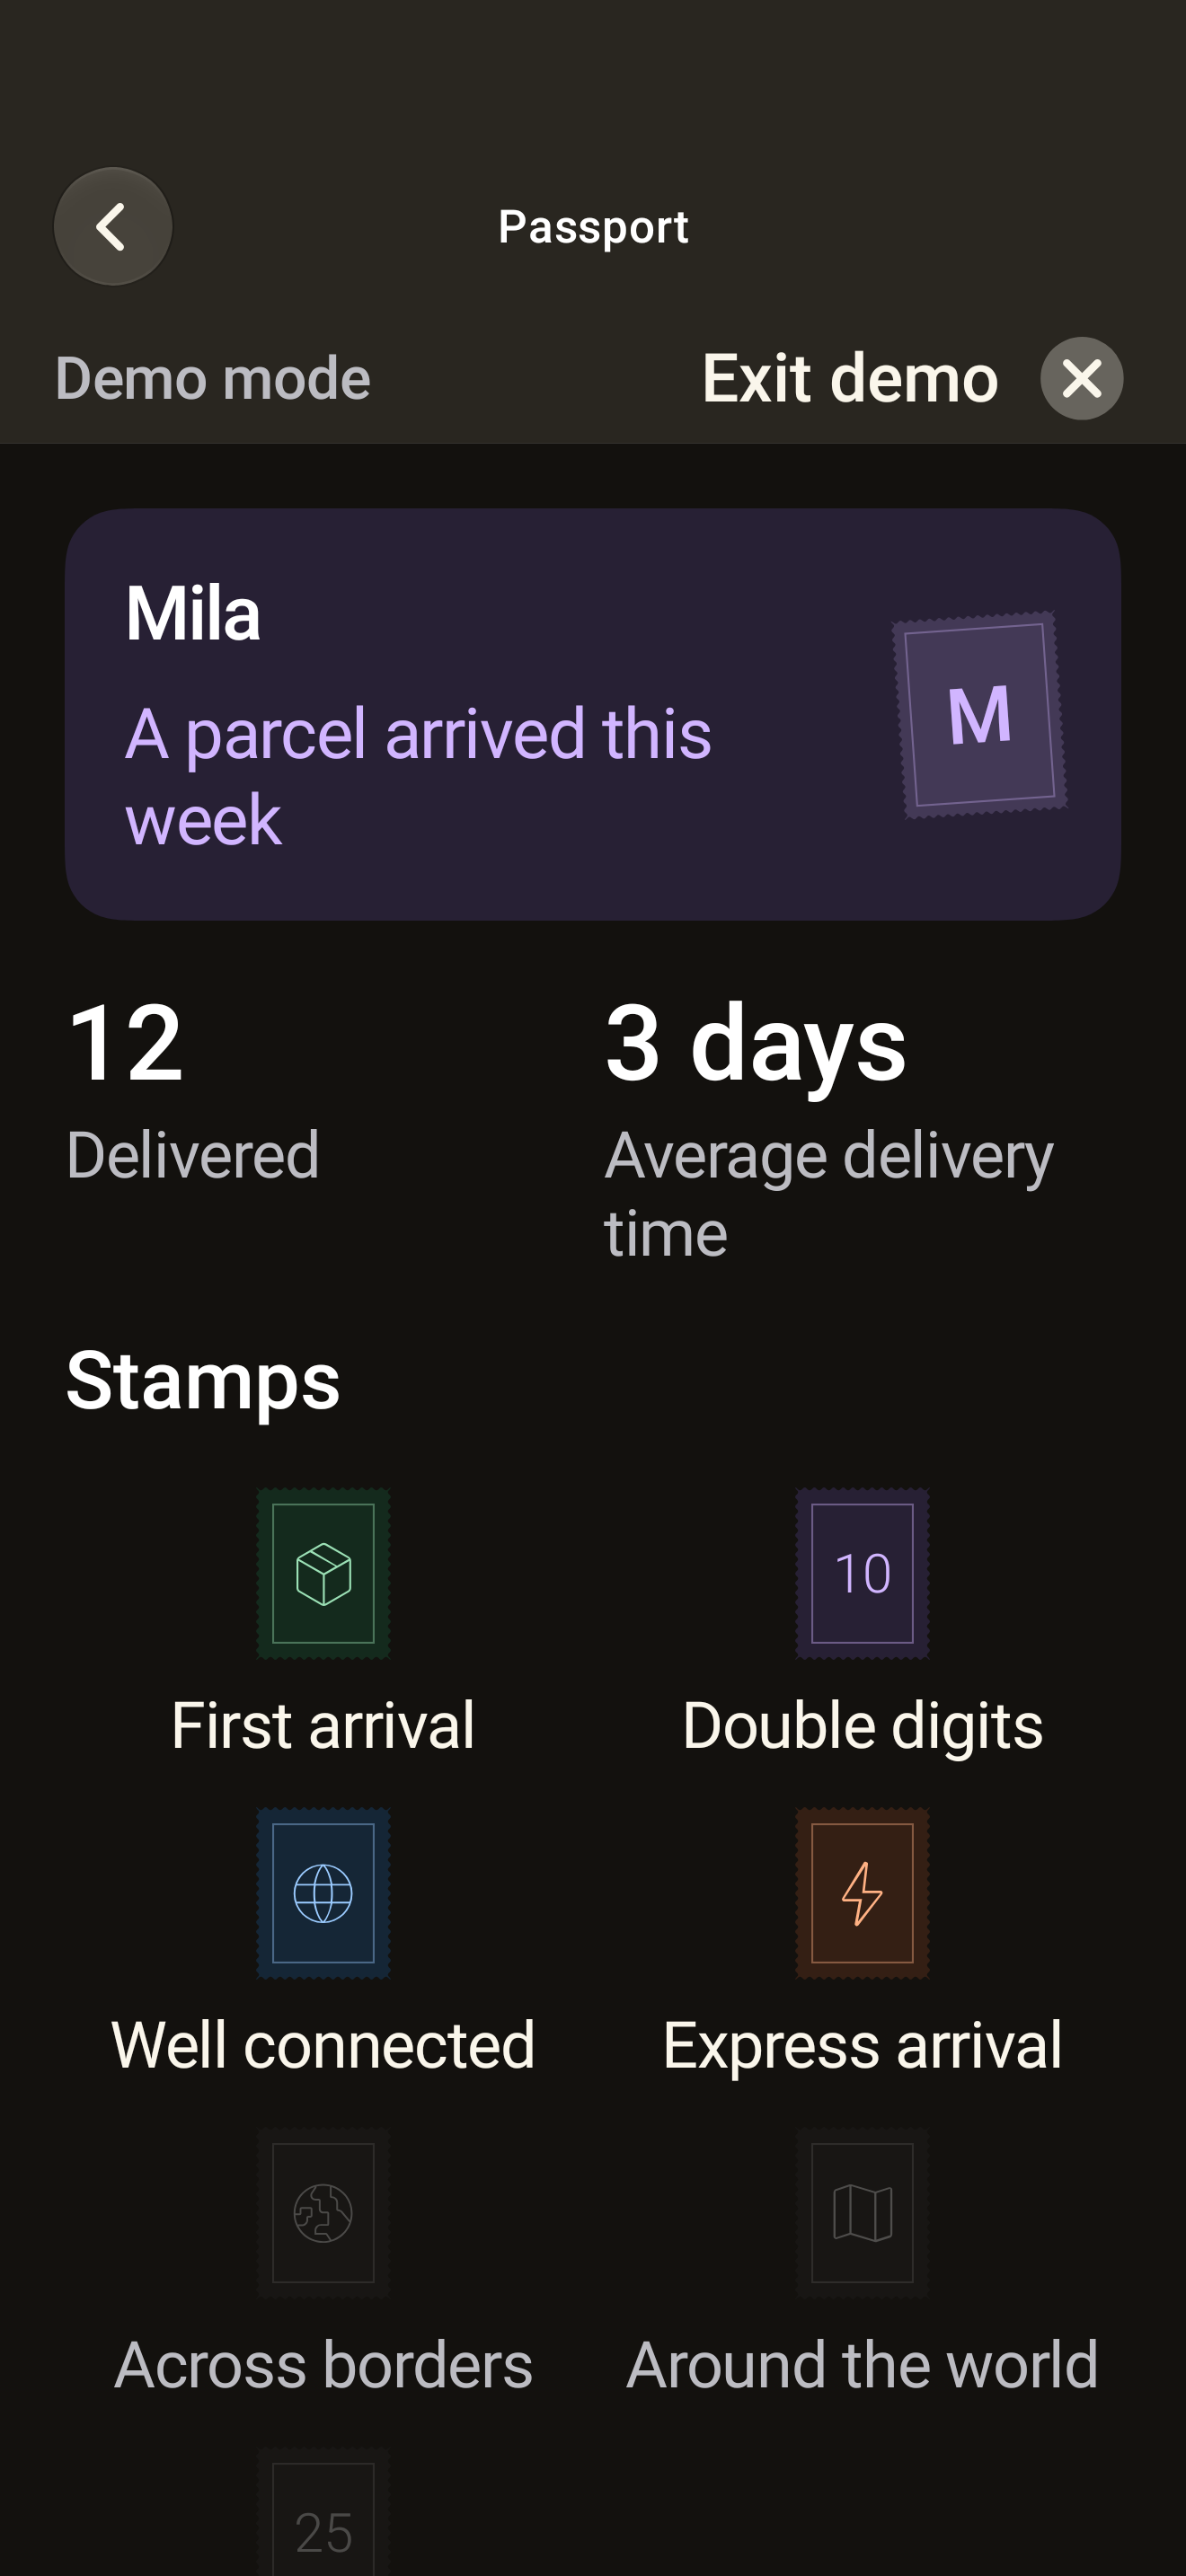 Passport
Demo mode
Exit demo
Mila
A parcel arrived this
week
M
12
3 days
Delivered
Average delivery
time
Stamps
10
First arrival
Double digits
Well connected
Express arrival
Across borders
Around the world
25